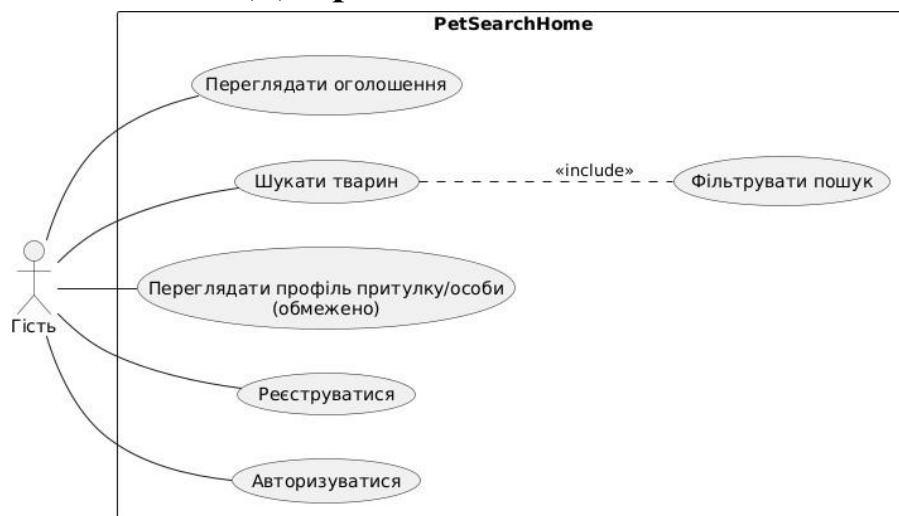 PetSearchHome
Переглядати оголошення
Шукати тварин
«include»
Фільтрувати пошук
Переглядати профіль притулку/особи
(обмежено)
Гість
Реєструватися
Авторизуватися